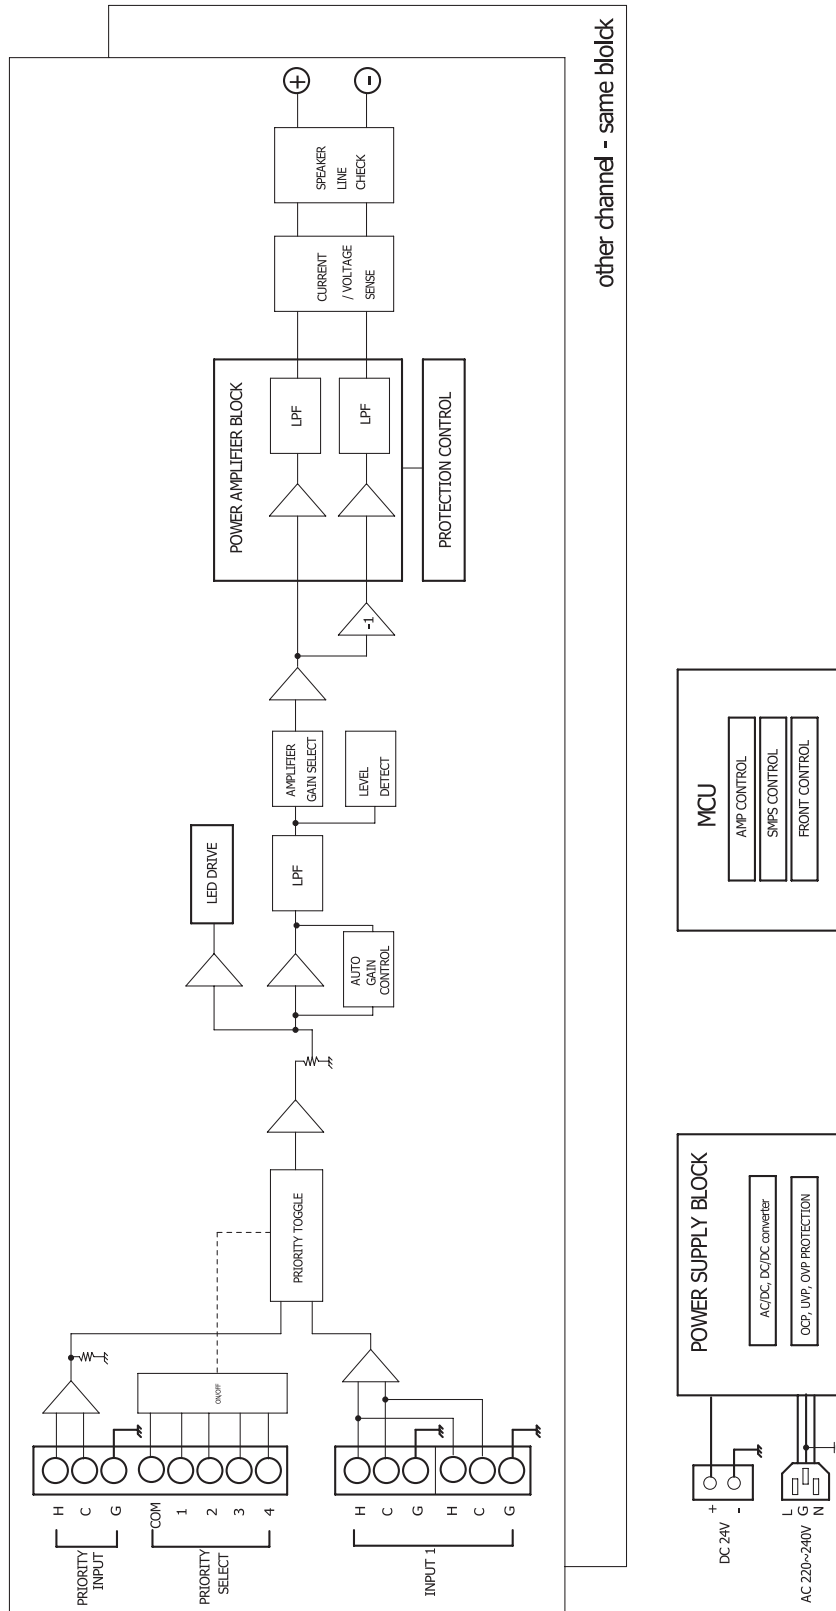 PRIORITY
INPUT
H
C
G
PRIORITY
SELECT
COM
1
2
3
4
ON/OFF
INPUT 1
H
C
G
H
C
G
PRIORITY TOGGLE
LED DRIVE
AUTO
GAIN
CONTROL
LPF
AMPLIFIER
GAIN SELECT
LEVEL
DETECT
-1
POWER AMPLIFIER BLOCK
LPF
LPF
PROTECTION CONTROL
CURRENT
/ VOLTAGE
SENSE
SPEAKER
LINE
CHECK
+
-
other channel - same blolck
DC 24V
+
-
AC 220~240V
L
G
N
POWER SUPPLY BLOCK
AC/DC, DC/DC converter
OCP, UVP, OVP PROTECTION
MCU
AMP CONTROL
SMPS CONTROL
FRONT CONTROL